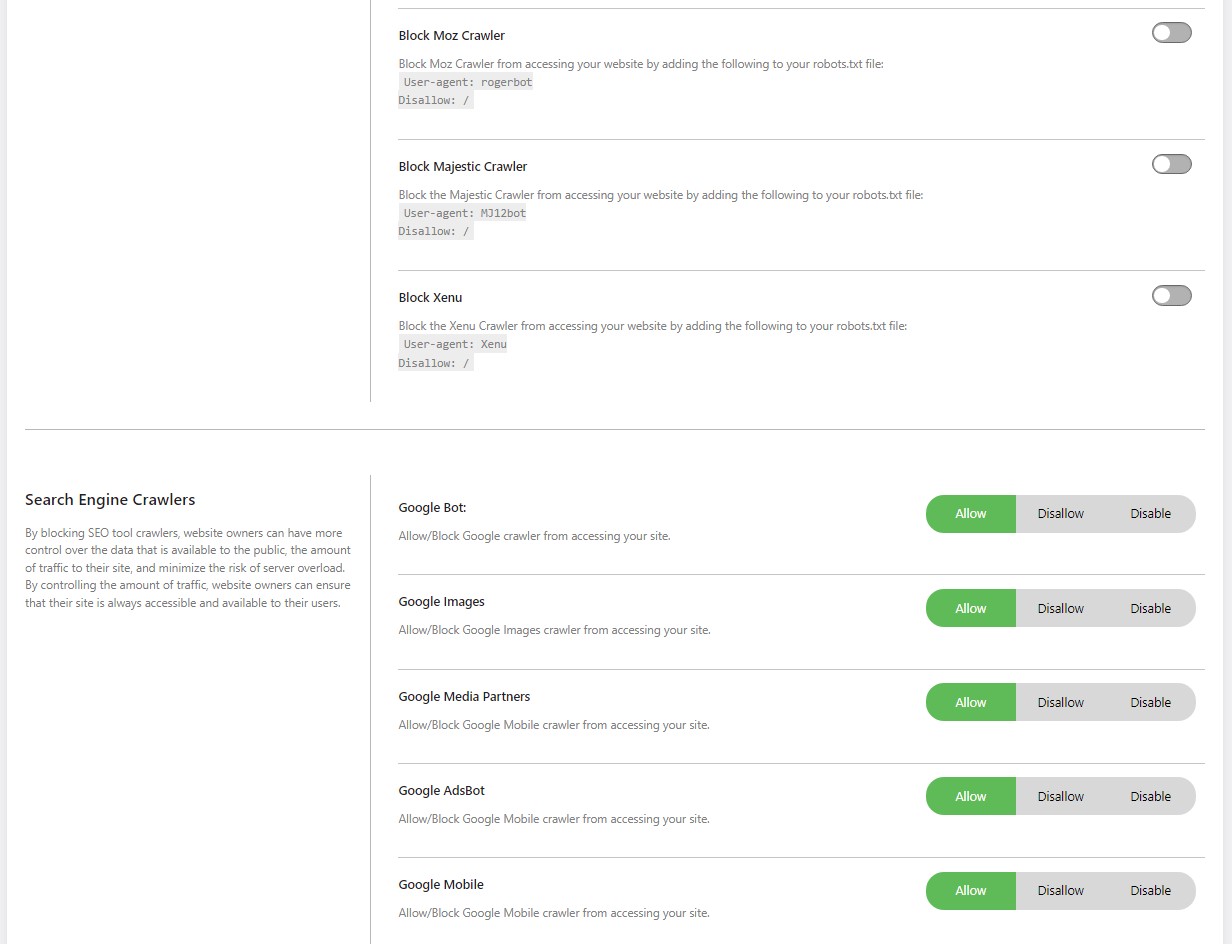 Block Moz Crawler
Block Moz Crawler from accessing your website by adding the following to your robots.txt file:
User-agent: rogerbot
Disallow: /
Block Majestic Crawler
Block the Majestic Crawler from accessing your website by adding the following to your robots.txt file:
User-agent: MJ12bot
Disallow: /
Block Xenu
Block the Xenu Crawler from accessing your website by adding the following to your robots.txt file:
User-agent: Xenu
Disallow: /
Search Engine Crawlers
By blocking SEO tool crawlers, website owners can have more
control over the data that is available to the public, the amount
of traffic to their site, and minimize the risk of server overload.
By controlling the amount of traffic, website owners can ensure
that their site is always accessible and available to their users.
Google Bot:
Allow/Block Google crawler from accessing your site.
Allow Disallow Disable
Google Images
Allow/Block Google Images crawler from accessing your site.
Allow Disallow Disable
Google Media Partners
Allow/Block Google Mobile crawler from accessing your site.
Allow Disallow Disable
Google AdsBot
Allow/Block Google Mobile crawler from accessing your site.
Allow Disallow Disable
Google Mobile
Allow/Block Google Mobile crawler from accessing your site.
Allow Disallow Disable